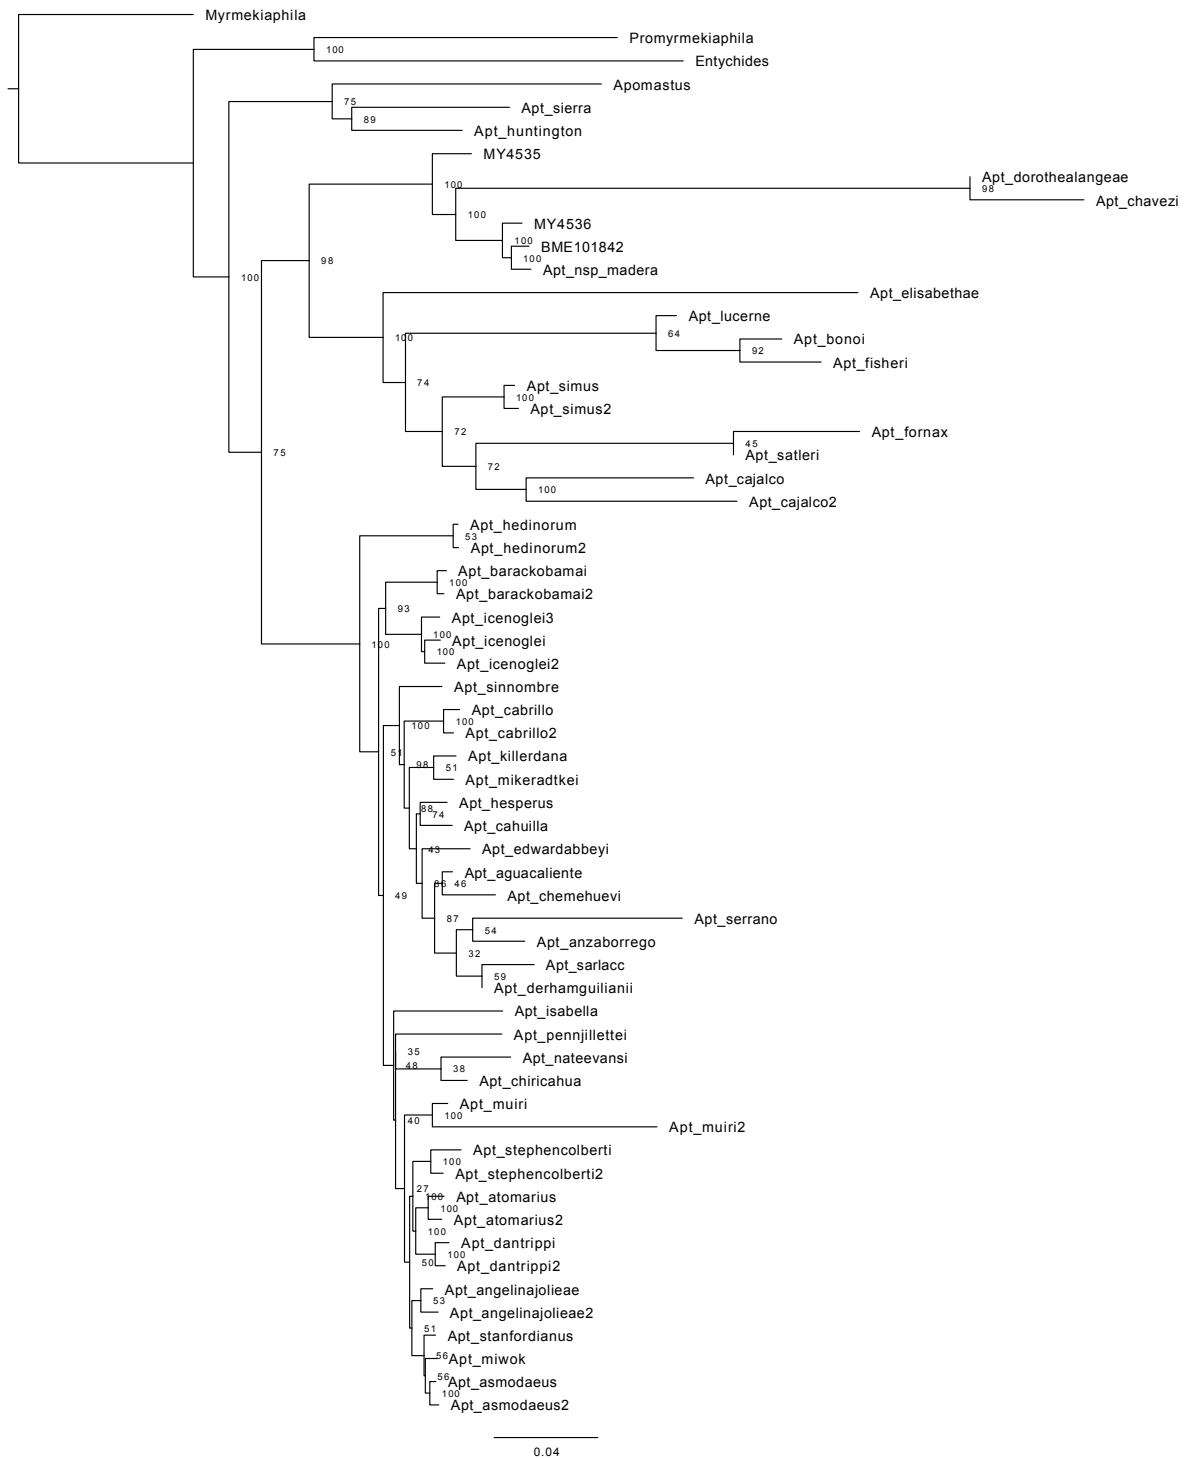 Myrmekiaphila
Promyrmekiaphila
100
Entychides
Apomastus
75
Apt_sierra
89
Apt_huntington
MY4535
Apt_dorothealangeae
100
98
Apt_chavezi
100
MY4536
100
BME101842
100
Apt_nsp_madera
98
100
Apt_elisabethae
Apt_lucerne
64
100
Apt_bonoi
92
Apt_fisheri
74
Apt_simus
100
Apt_simus2
72
Apt_fornax
45
75
Apt_satleri
72
Apt_cajalco
100
Apt_cajalco2
Apt_hedinorum
53
Apt_hedinorum2
Apt_barackobamai
100
Apt_barackobamai2
93
Apt_icenoglei3
100
Apt_icenoglei
100
100
Apt_icenoglei2
Apt_sinnombre
Apt_cabrillo
100
100
Apt_cabrillo2
51
Apt_killerdana
98
51
Apt_mikeradtkei
Apt_hesperus
88
74
Apt_cahuilla
43
Apt_edwardabbeyi
Apt_aguacaliente
86
46
49
Apt_chemehuevi
87
Apt_serrano
54
Apt_anzaborrego
32
Apt_sarlacc
59
Apt_derhamguilianii
Apt_isabella
Apt_pennjillettei
35
Apt_nateevansi
48
38
Apt_chiricahua
Apt_muiri
100
40
Apt_muiri2
Apt_stephencolberti
100
Apt_stephencolberti2
27
100
Apt_atomarius
100
Apt_atomarius2
100
Apt_dantrippi
100
50
Apt_dantrippi2
Apt_angelinajolieae
53
Apt_angelinajolieae2
51
Apt_stanfordianus
56
Apt_miwok
56
Apt_asmodaeus
100
Apt_asmodaeus2
0.04